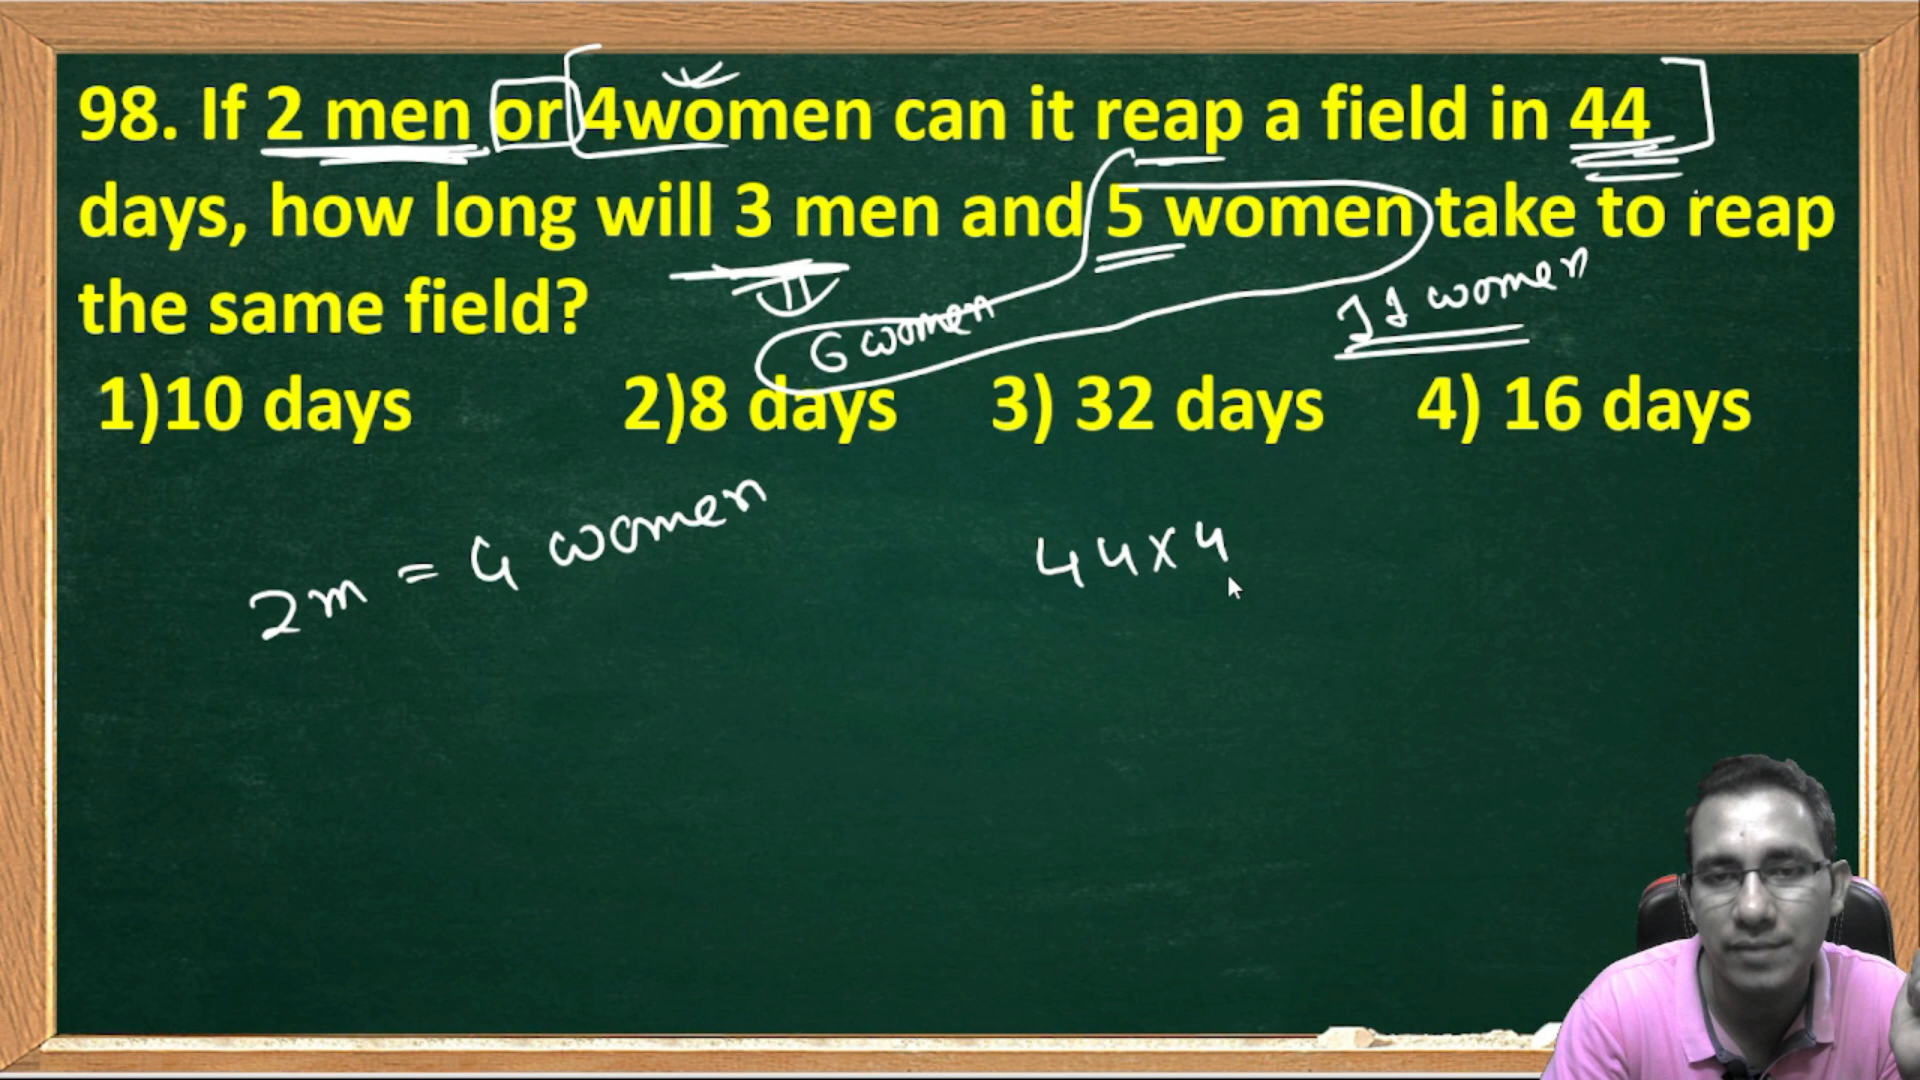 98. If 2 men or 4women can it reap a field in 44
days, how long will 3 men and 5 women take to reap
the same field?
6 women
11 women
1)10 days 2)8 days 3) 32 days 4) 16 days
2m = 4 women
44x4